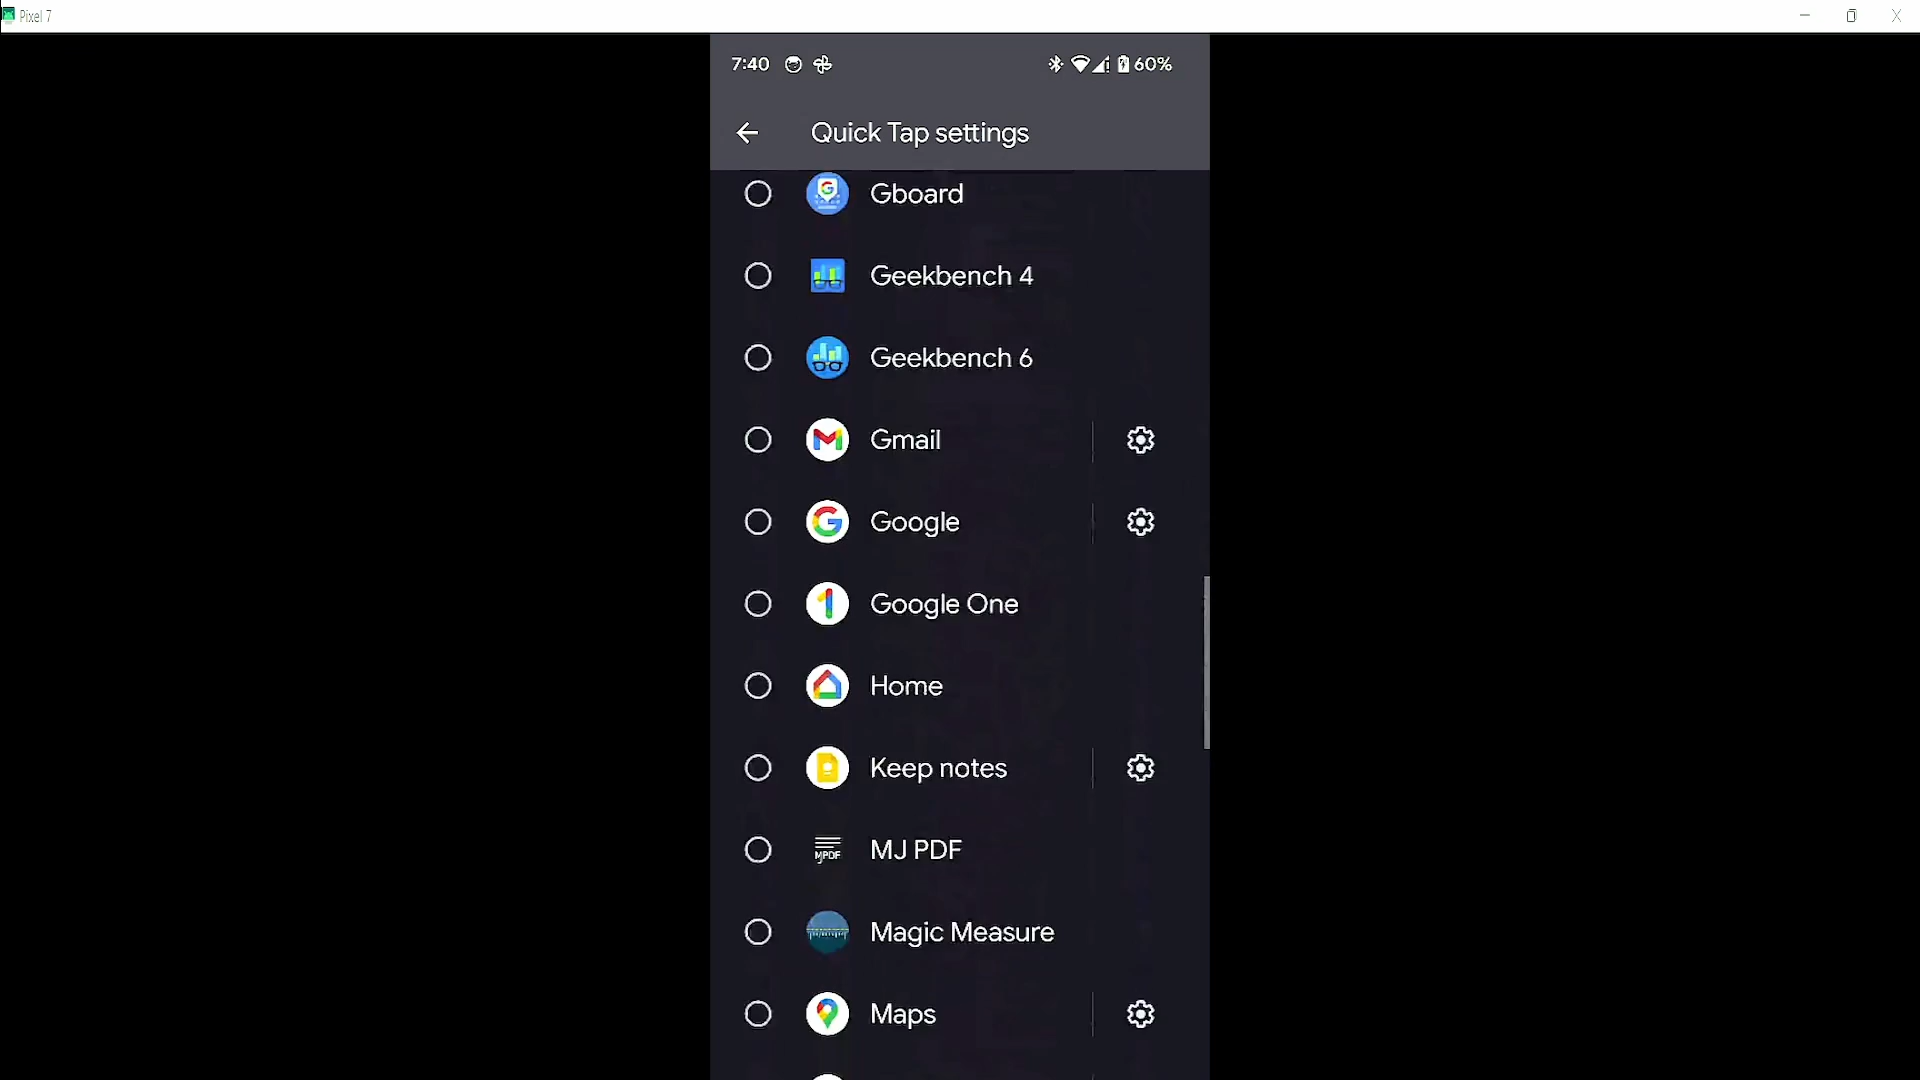 Pixel 7
7:40
60%
Quick Tap settings
Gboard
Geekbench 4
Geekbench 6
Gmail
Google
Google One
Home
Keep notes
MJ PDF
MJPDF
Magic Measure
Maps